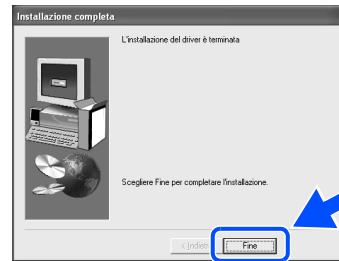 Installazione completa
L'installazione del driver è terminata
Scegliere Fine per completare l'installazione.
< Indietro
Fine